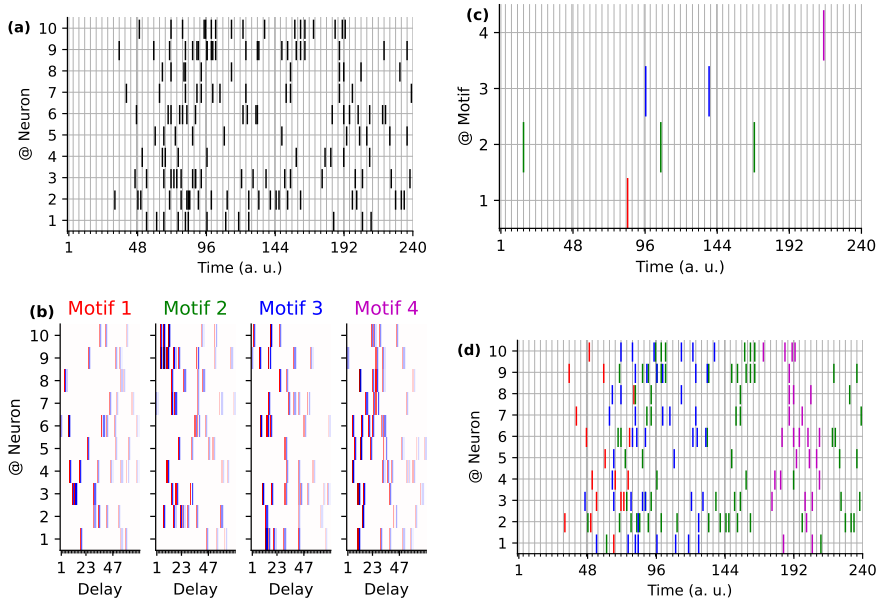 (a)
@ Neuron
10
9
8
7
6
5
4
3
2
1
1 48 96 144 192 240
Time (a. u.)
(c)
@ Motif
4
3
2
1
1 48 96 144 192 240
Time (a. u.)
(b)
Motif 1 Motif 2 Motif 3 Motif 4
@ Neuron
10
9
8
7
6
5
4
3
2
1
1 23 47 1 23 47 1 23 47 1 23 47
Delay Delay Delay Delay
(d)
@ Neuron
10
9
8
7
6
5
4
3
2
1
1 48 96 144 192 240
Time (a. u.)